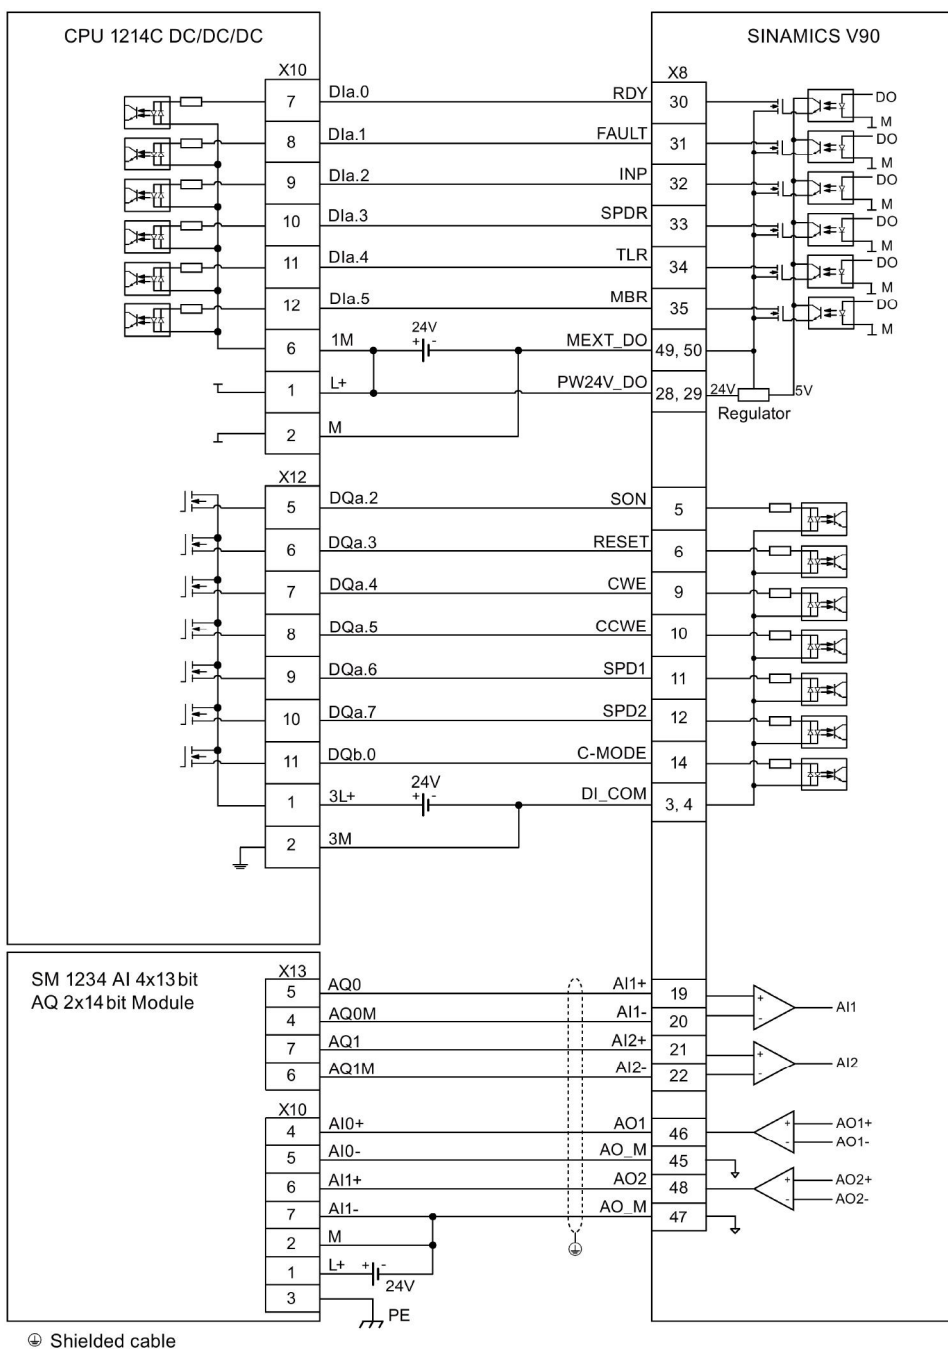 CPU 1214C DC/DC/DC
SINAMICS V90
X10
X8
7 DIa.0 RDY 30 DO
M
8 DIa.1 FAULT 31 DO
M
9 DIa.2 INP 32 DO
M
10 DIa.3 SPDR 33 DO
M
11 DIa.4 TLR 34 DO
M
12 DIa.5 MBR 35 DO
M
24V
+ -
6 1M MEXT_DO 49, 50
1 L+ PW24V_DO 28, 29 24V 5V
Regulator
2 M
X12
5 DQa.2 SON 5
6 DQa.3 RESET 6
7 DQa.4 CWE 9
8 DQa.5 CCWE 10
9 DQa.6 SPD1 11
10 DQa.7 SPD2 12
11 DQb.0 C-MODE 14
24V
+ -
1 3L+ DI_COM 3, 4
2 3M
SM 1234 AI 4x13bit
AQ 2x14bit Module
X13
5 AQ0 AI1+ 19 + AI1
4 AQ0M AI1- 20 -
7 AQ1 AI2+ 21 + AI2
6 AQ1M AI2- 22 -
X10
4 AI0+ AO1 46 + AO1+
- AO1-
5 AI0- AO_M 45
6 AI1+ AO2 48 + AO2+
- AO2-
7 AI1- AO_M 47
2 M
1 L+ + -
24V
3 PE
Shielded cable